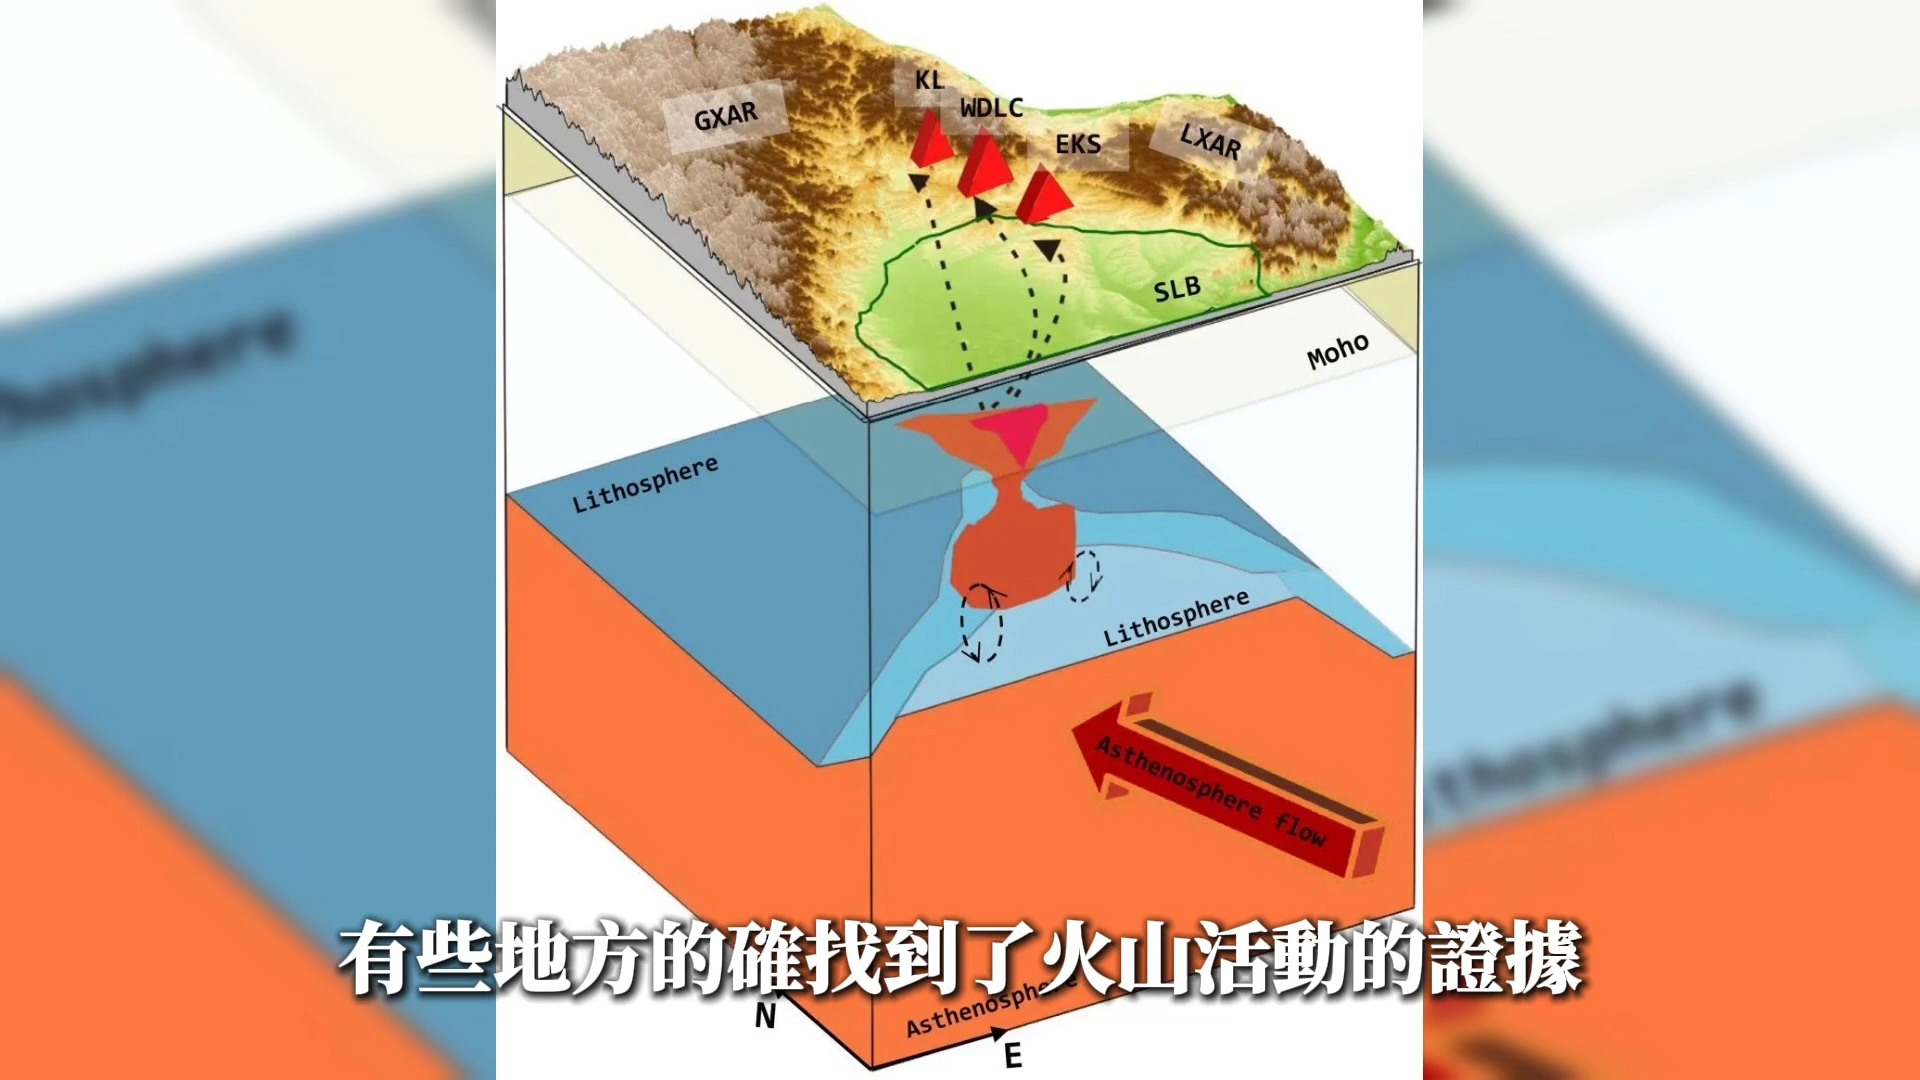 KL
WDLC
GXAR
EKS
LXAR
SLB
Moho
Lithosphere
Lithosphere
Asthenosphere flow
有些地方的確找到了火山活動的證據
Asthenosphere
N
E